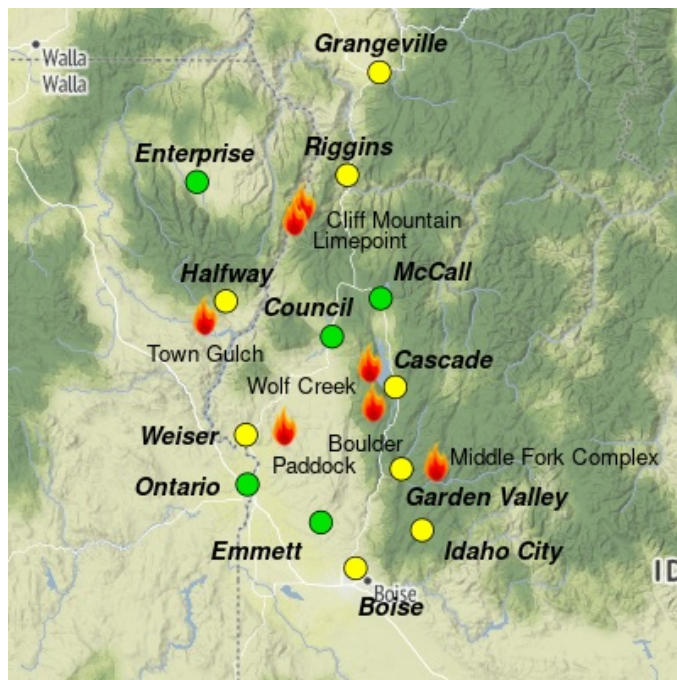 Grangeville
Walla
Walla
Enterprise
Riggins
Cliff Mountain
Limepoint
Halfway
McCall
Council
Town Gulch
Cascade
Wolf Creek
Weiser
Boulder
Paddock
Middle Fork Complex
Ontario
Garden Valley
Emmett
Idaho City
ID
Boise
Boise